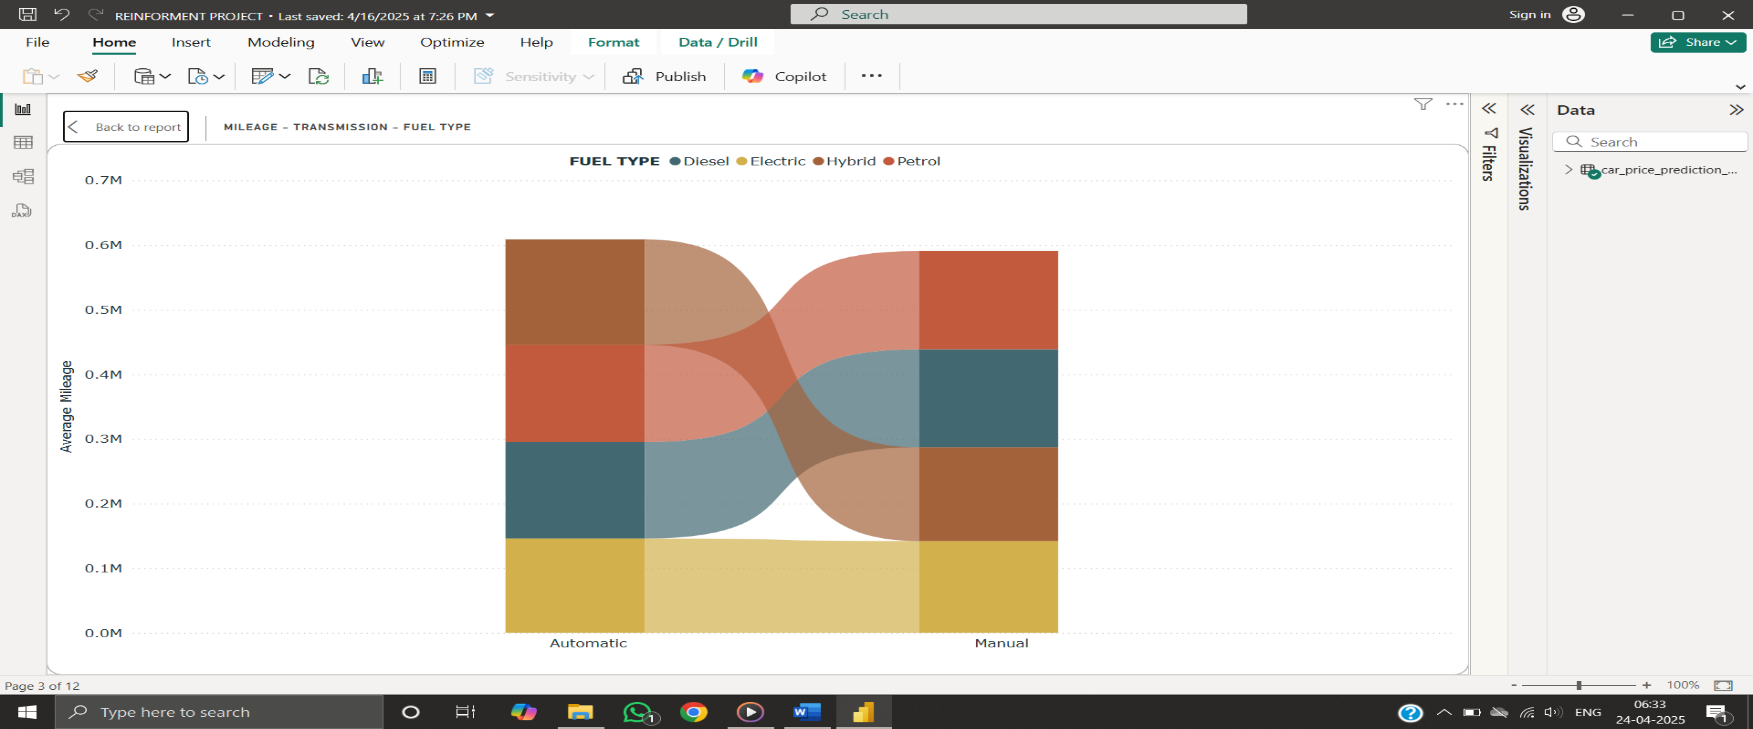 REINFORMENT PROJECT • Last saved: 4/16/2025 at 7:26 PM
Search
Sign in
File Home Insert Modeling View Optimize Help Format Data / Drill
Share
Sensitivity Publish Copilot ...
Back to report MILEAGE - TRANSMISSION - FUEL TYPE
FUEL TYPE Diesel Electric Hybrid Petrol
0.7M
0.6M
0.5M
0.4M
0.3M
0.2M
0.1M
0.0M
Average Mileage
Automatic Manual
Filters
Visualizations
Data
Search
car_price_prediction_...
DAX
Page 3 of 12
- + 100%
Type here to search
1
ENG
06:33
24-04-2025
1